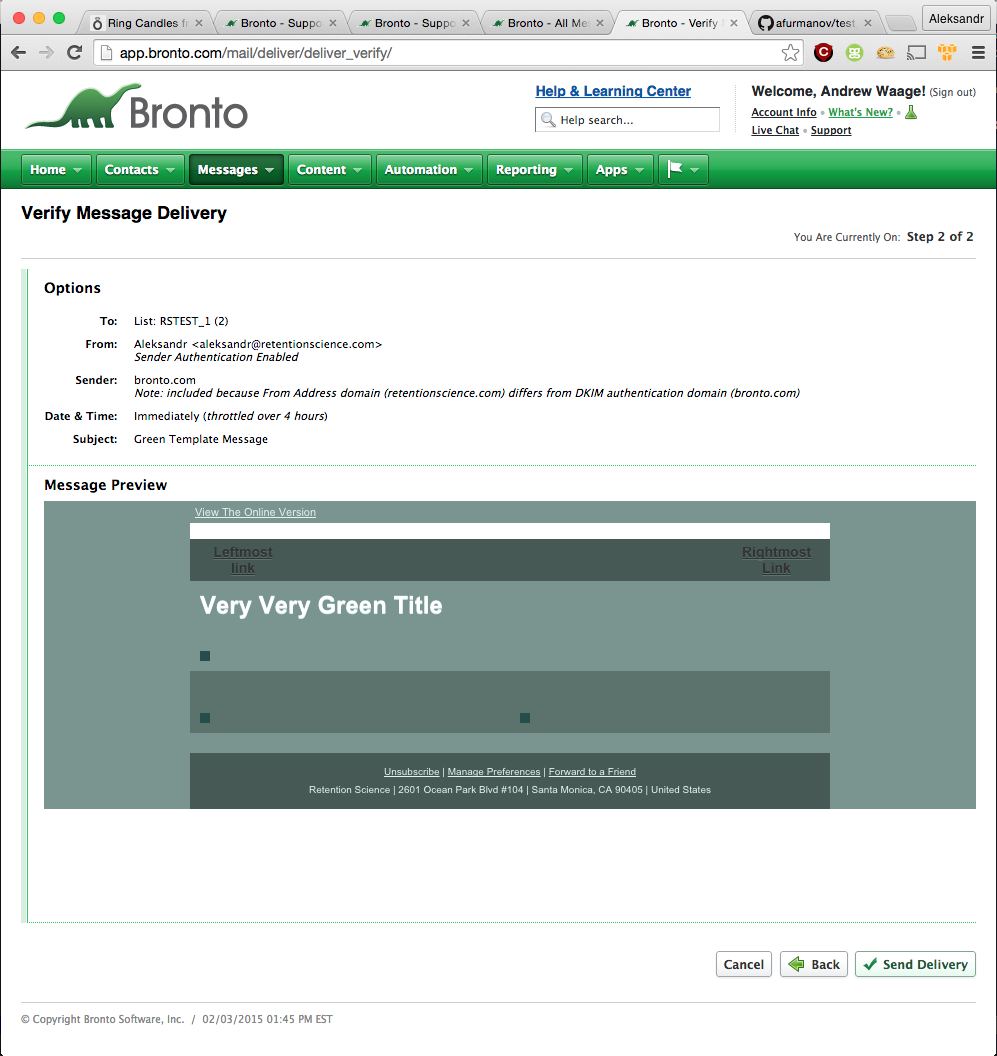 Ring Candles fr
Bronto - Suppo
Bronto - Suppo
Bronto - All Me
Bronto - Verify
afurmanov/test
Aleksandr
app.bronto.com/mail/deliver/deliver_verify/
Bronto
Help & Learning Center
Help search...
Welcome, Andrew Waage! (Sign out)
Account Info • What's New? •
Live Chat • Support
Home
Contacts
Messages
Content
Automation
Reporting
Apps
Verify Message Delivery
You Are Currently On: Step 2 of 2
Options
To: List: RSTEST_1 (2)
From: Aleksandr <aleksandr@retentionscience.com>
Sender Authentication Enabled
Sender: bronto.com
Note: included because From Address domain (retentionscience.com) differs from DKIM authentication domain (bronto.com)
Date & Time: Immediately (throttled over 4 hours)
Subject: Green Template Message
Message Preview
View The Online Version
Leftmost
link
Rightmost
Link
Very Very Green Title
Unsubscribe | Manage Preferences | Forward to a Friend
Retention Science | 2601 Ocean Park Blvd #104 | Santa Monica, CA 90405 | United States
Cancel
Back
Send Delivery
© Copyright Bronto Software, Inc. / 02/03/2015 01:45 PM EST